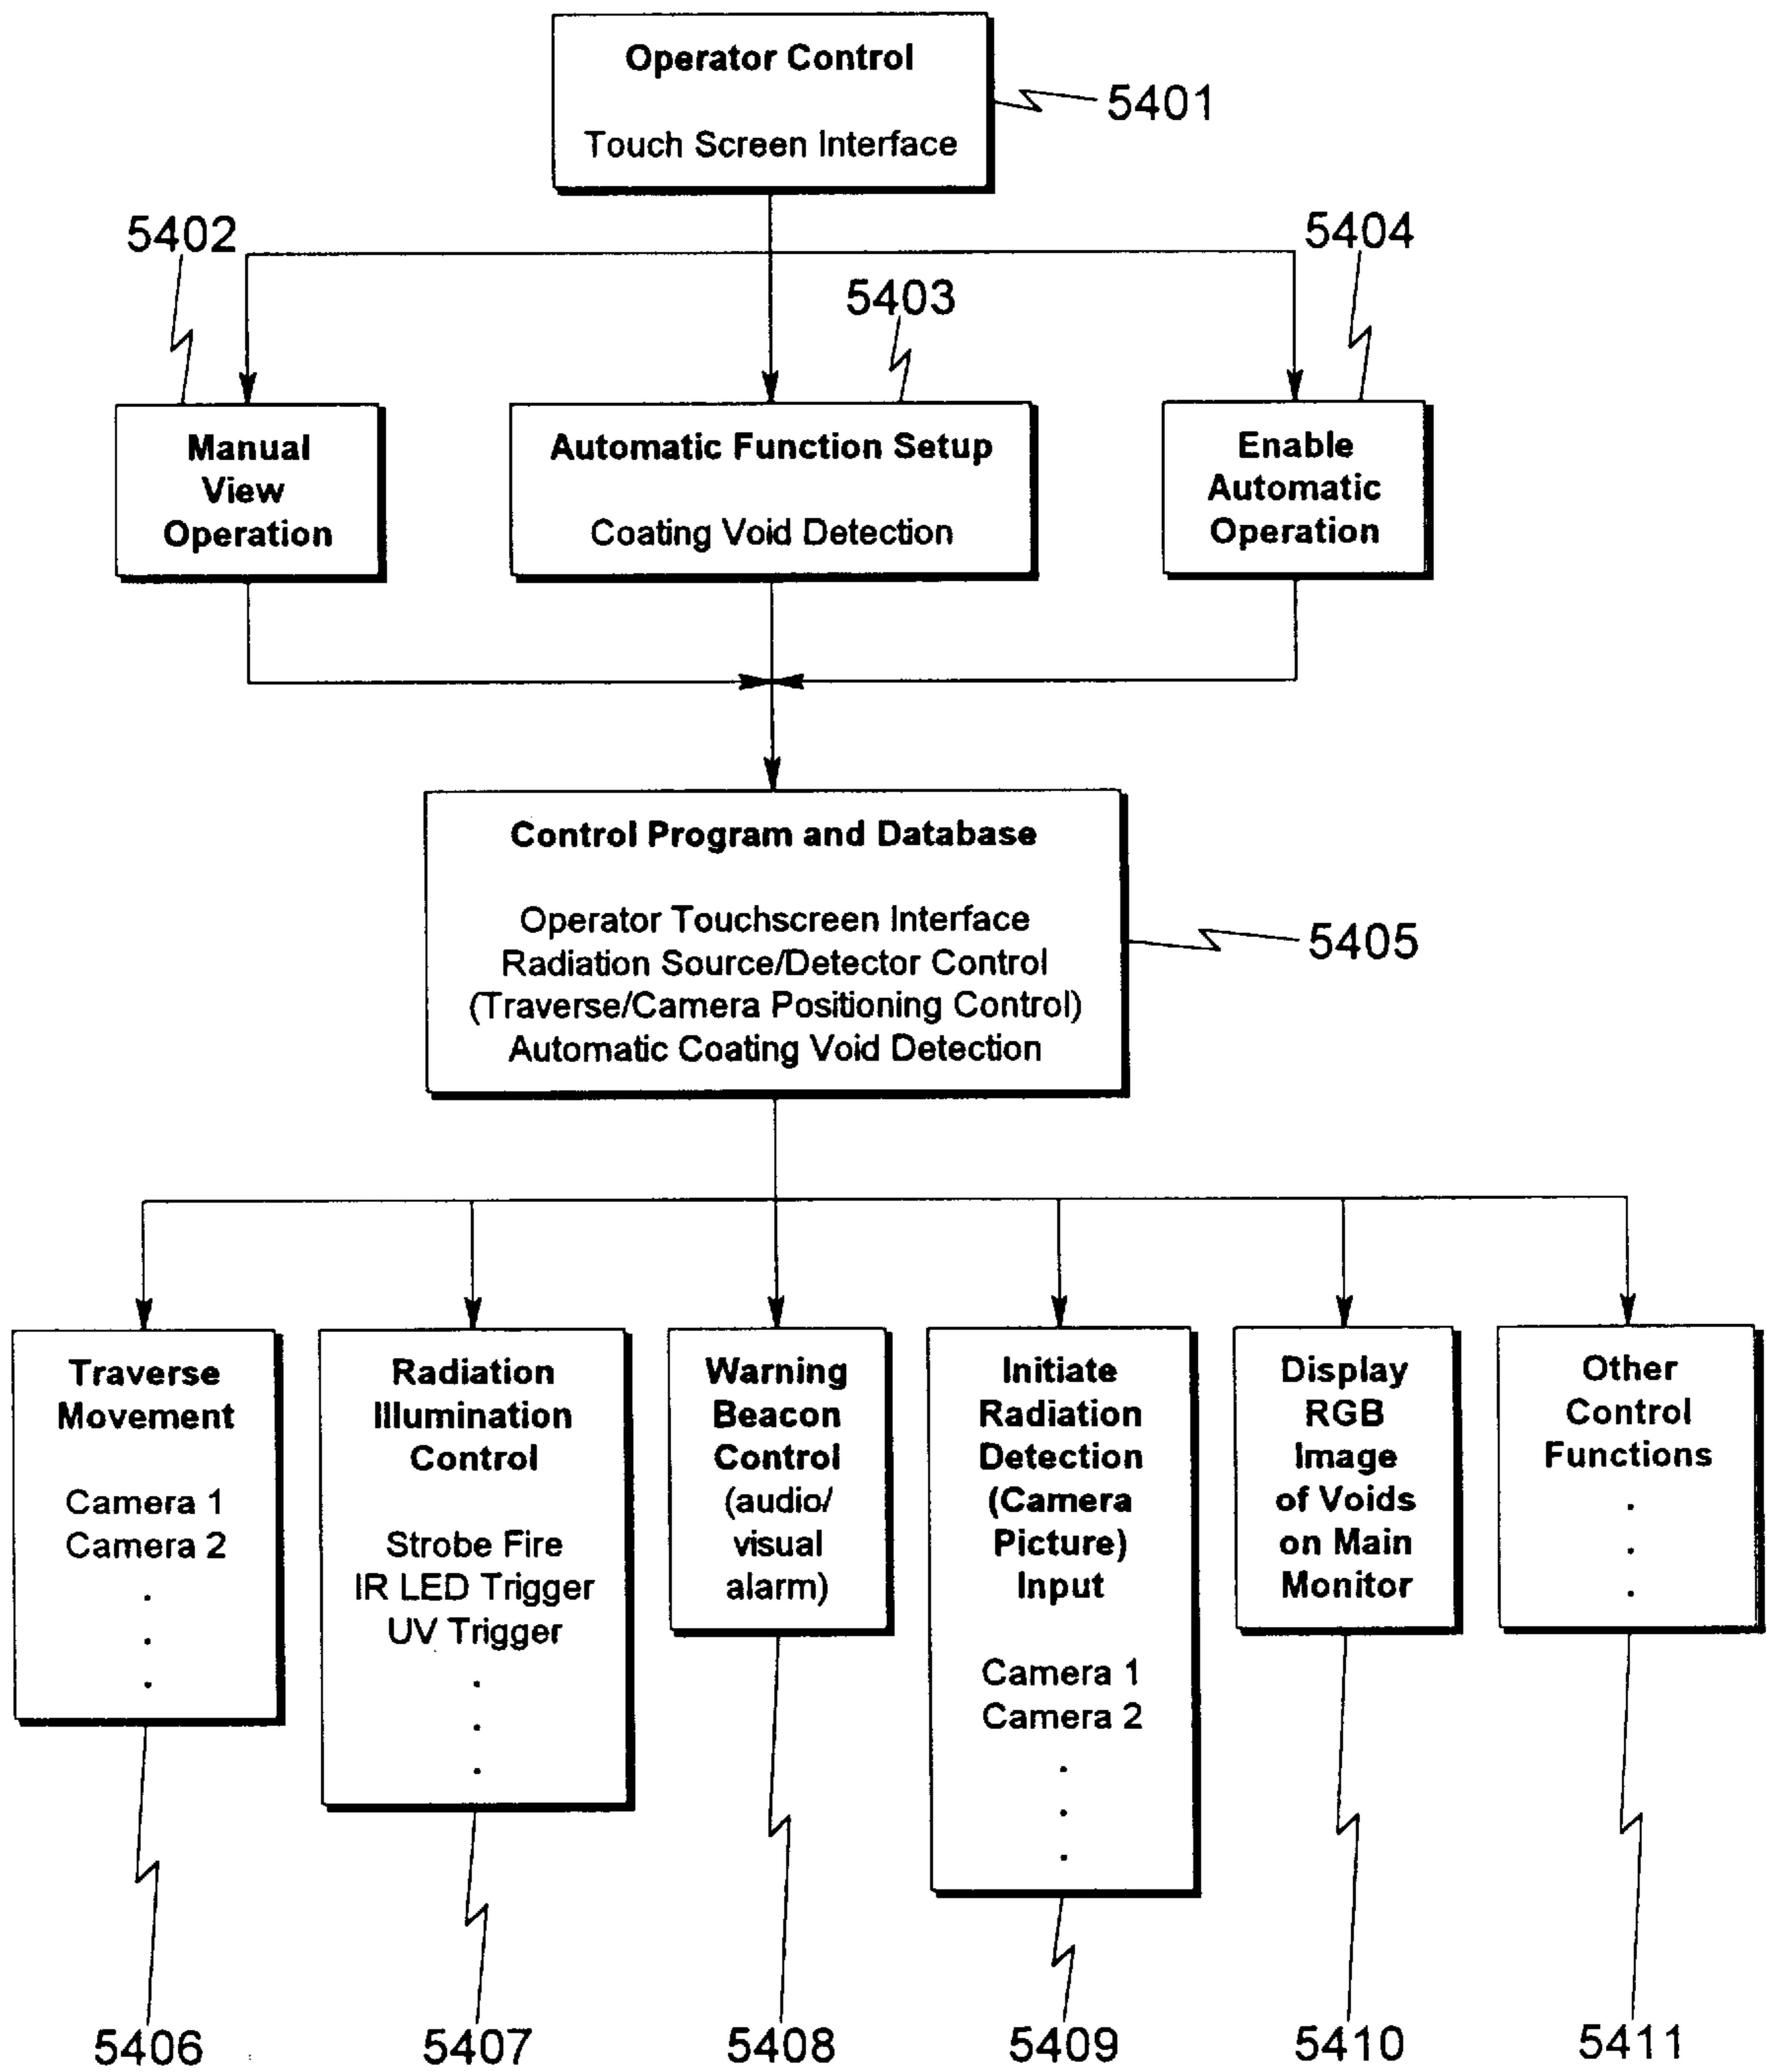 Operator Control
Touch Screen Interface
5401
5402
5403
5404
Manual
View
Operation
Automatic Function Setup
Coating Void Detection
Enable
Automatic
Operation
Control Program and Database
Operator Touchscreen Interface
Radiation Source/Detector Control
(Traverse/Camera Positioning Control)
Automatic Coating Void Detection
5405
Traverse
Movement
Camera 1
Camera 2
.
.
.
Radiation
Illumination
Control
Strobe Fire
IR LED Trigger
UV Trigger
.
.
.
Warning
Beacon
Control
(audio/
visual
alarm)
Initiate
Radiation
Detection
(Camera
Picture)
Input
Camera 1
Camera 2
.
.
.
Display
RGB
Image
of Voids
on Main
Monitor
Other
Control
Functions
.
.
.
5406
5407
5408
5409
5410
5411